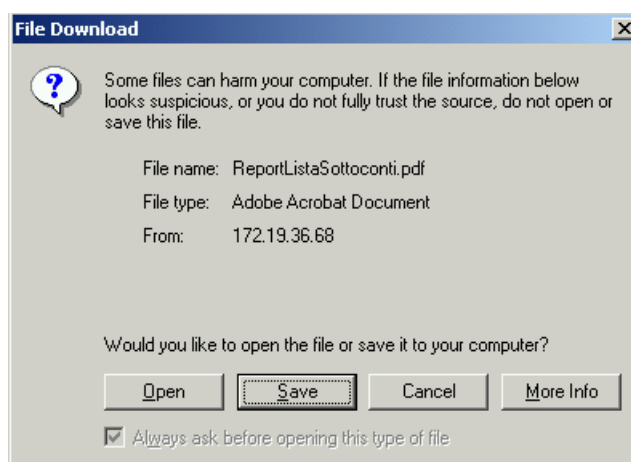 File Download
Some files can harm your computer. If the file information below
looks suspicious, or you do not fully trust the source, do not open or
save this file.
File name: ReportListaSottoconti.pdf
File type: Adobe Acrobat Document
From: 172.19.36.68
Would you like to open the file or save it to your computer?
Open Save Cancel More Info
Always ask before opening this type of file